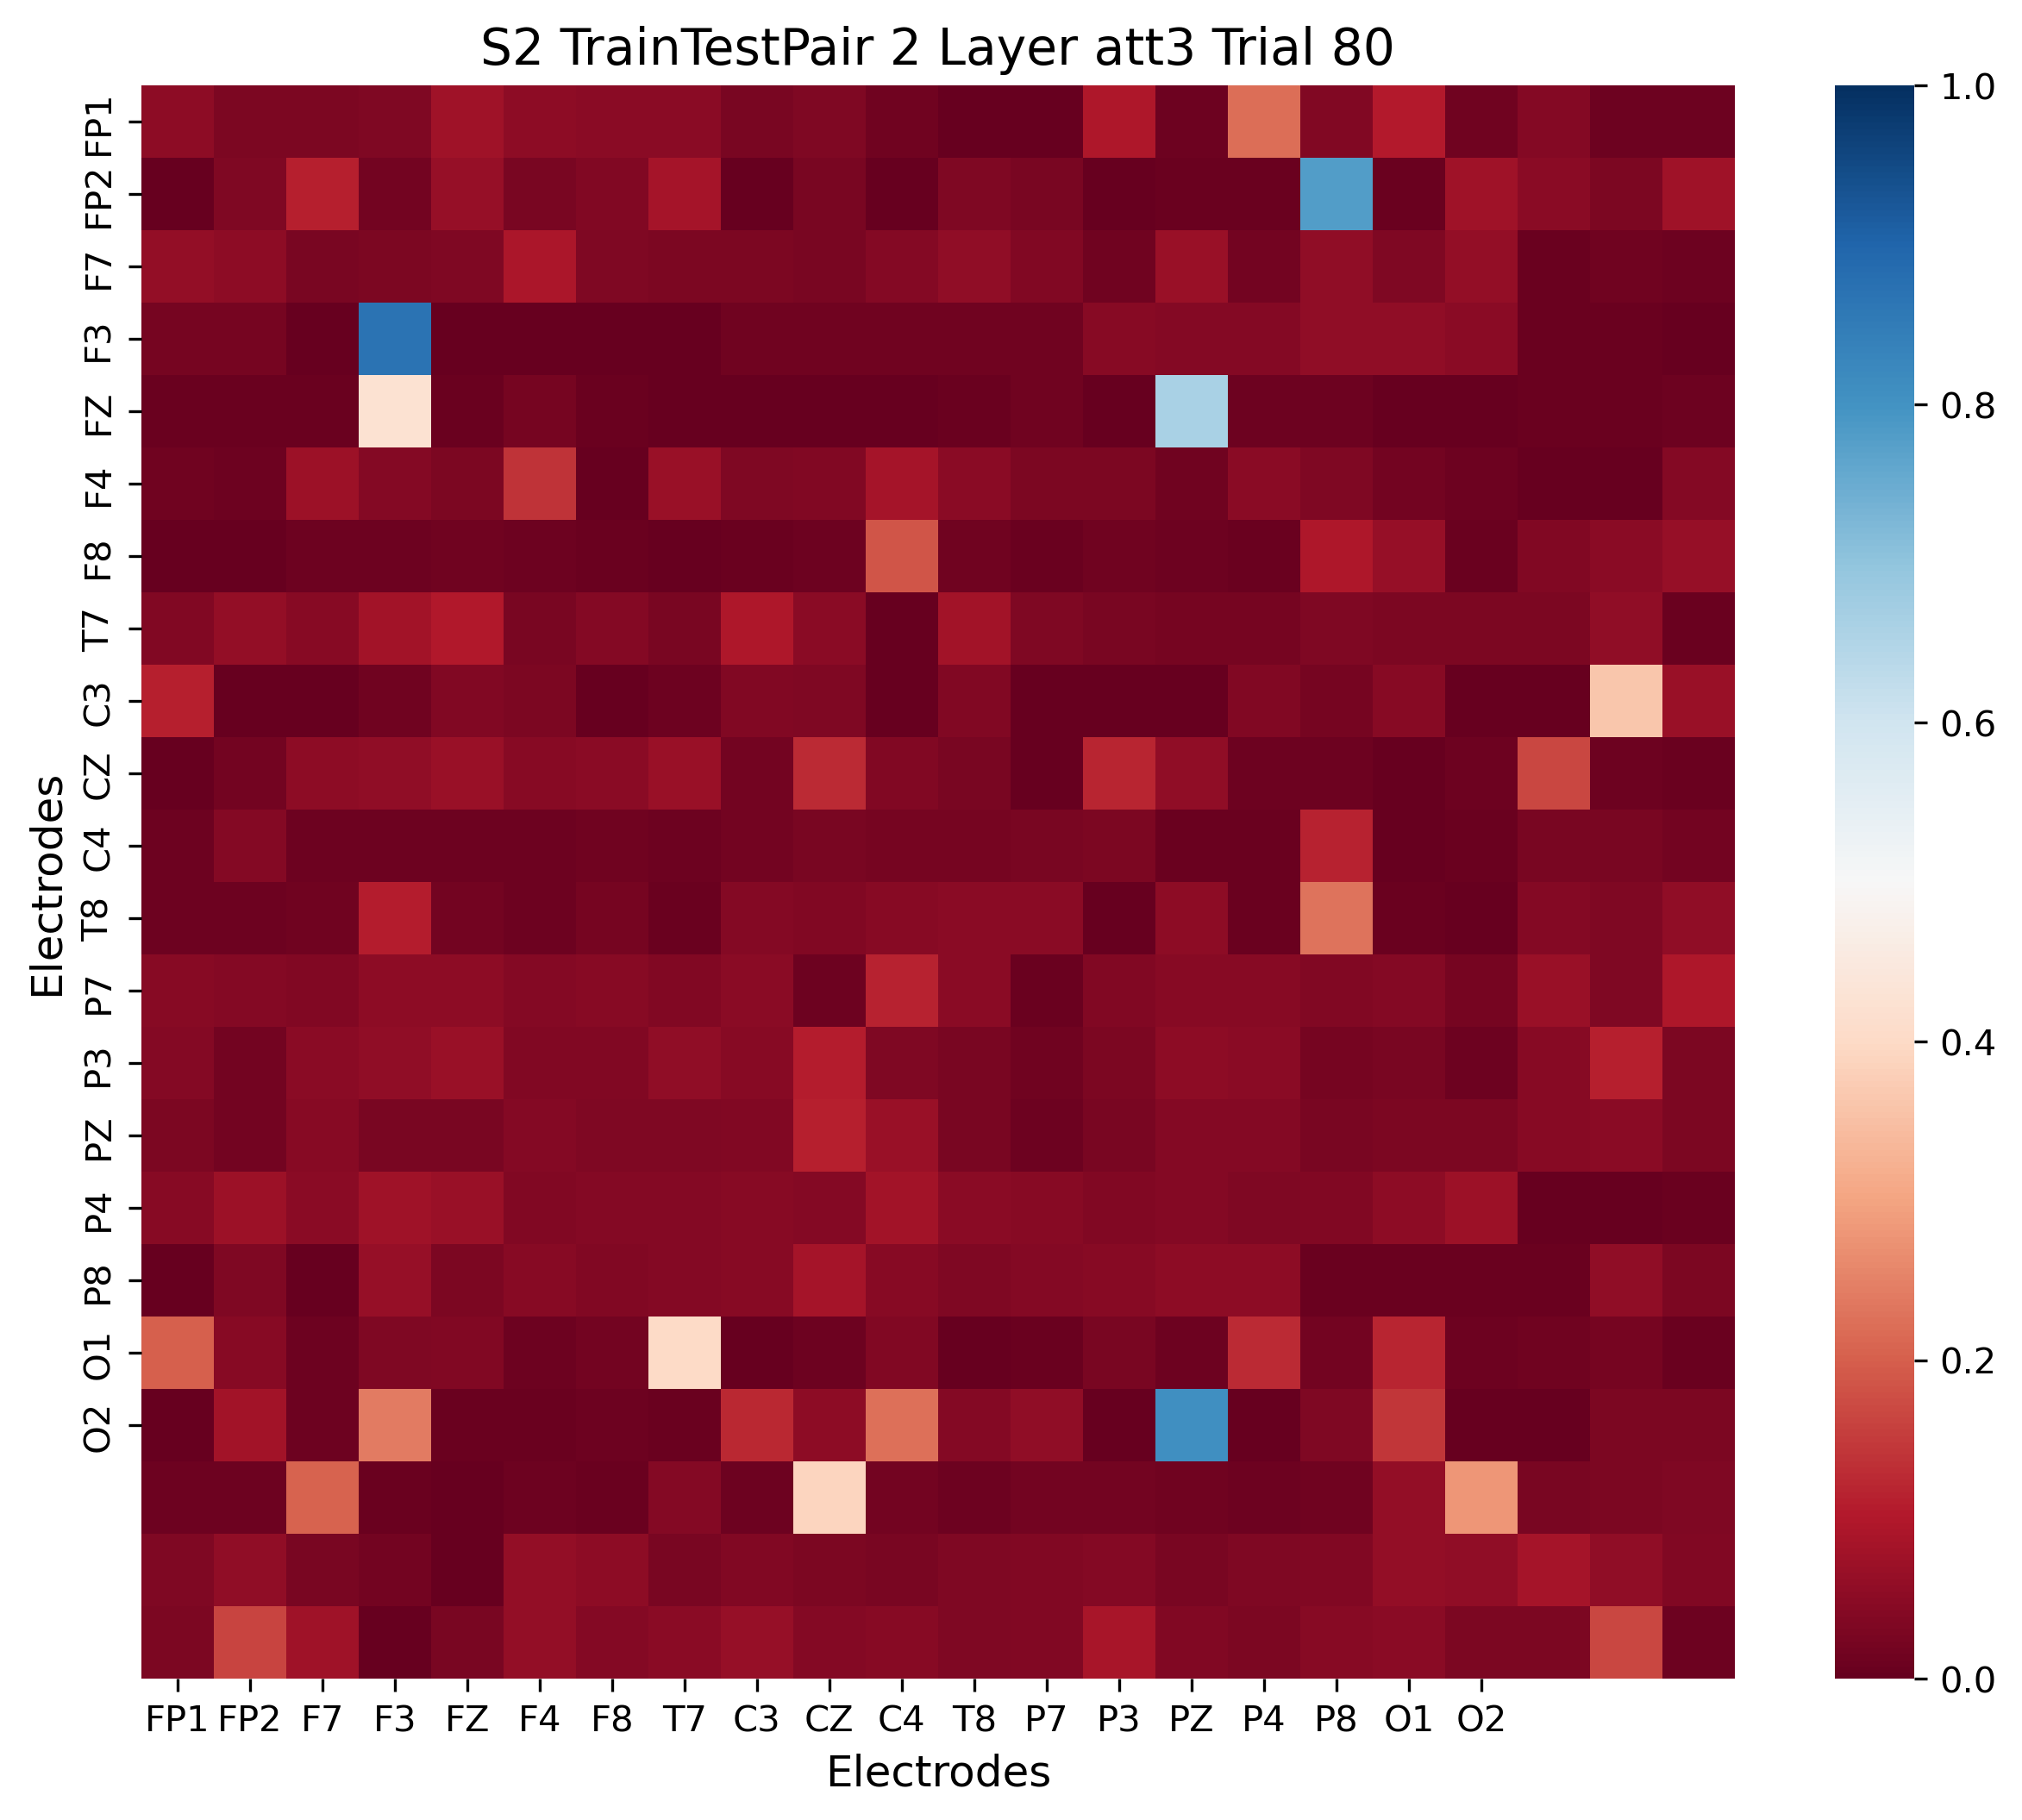 S2 TrainTestPair 2 Layer att3 Trial 80
Electrodes
FP1
FP2
F7
F3
FZ
F4
F8
T7
C3
CZ
C4
T8
P7
P3
PZ
P4
P8
O1
O2
FP1 FP2 F7 F3 FZ F4 F8 T7 C3 CZ C4 T8 P7 P3 PZ P4 P8 O1 O2
Electrodes
1.0
0.8
0.6
0.4
0.2
0.0